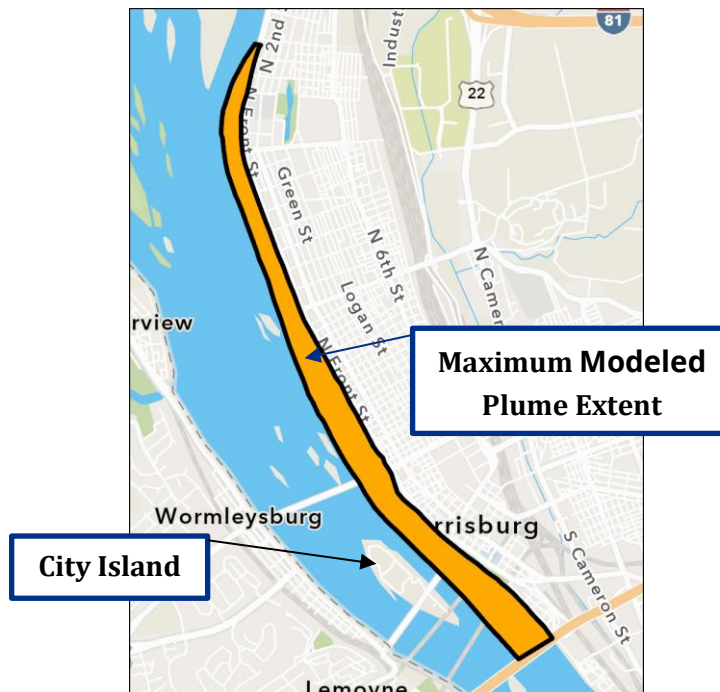 81
N 2nd
Indust
22
N Front St
Green St
N 6th St
N Camer
Logan St
rview
N Front St
Maximum Modeled
Plume Extent
Wormleysburg
rrisburg
City Island
S Cameron St
Lemoyne